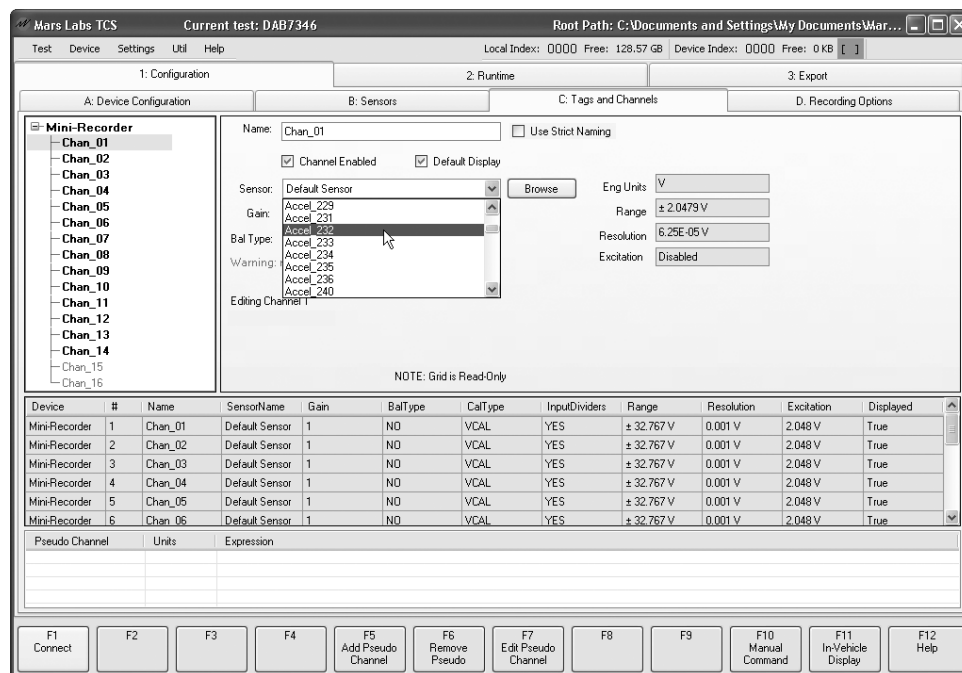 Mars Labs TCS Current test: DAB7346 Root Path: C:\Documents and Settings\My Documents\Mar...
Test Device Settings Util Help Local Index: 0000 Free: 128.57 GB Device Index: 0000 Free: 0 KB [ ]
1: Configuration 2: Runtime 3: Export
A: Device Configuration B: Sensors C: Tags and Channels D. Recording Options
Mini-Recorder
Chan_01
Chan_02
Chan_03
Chan_04
Chan_05
Chan_06
Chan_07
Chan_08
Chan_09
Chan_10
Chan_11
Chan_12
Chan_13
Chan_14
Chan_15
Chan_16
Name: Chan_01 Use Strict Naming
Channel Enabled Default Display
Sensor: Default Sensor Browse
Gain:
Bal Type:
Warning:
Accel_229
Accel_231
Accel_232
Accel_233
Accel_234
Accel_235
Accel_236
Accel_240
Editing Channel 1
Eng Units V
Range ± 2.0479 V
Resolution 6.25E-05 V
Excitation Disabled
NOTE: Grid is Read-Only
Device # Name SensorName Gain BalType CalType InputDividers Range Resolution Excitation Displayed
Mini-Recorder 1 Chan_01 Default Sensor 1 NO VCAL YES ± 32.767 V 0.001 V 2.048 V True
Mini-Recorder 2 Chan_02 Default Sensor 1 NO VCAL YES ± 32.767 V 0.001 V 2.048 V True
Mini-Recorder 3 Chan_03 Default Sensor 1 NO VCAL YES ± 32.767 V 0.001 V 2.048 V True
Mini-Recorder 4 Chan_04 Default Sensor 1 NO VCAL YES ± 32.767 V 0.001 V 2.048 V True
Mini-Recorder 5 Chan_05 Default Sensor 1 NO VCAL YES ± 32.767 V 0.001 V 2.048 V True
Mini-Recorder 6 Chan_06 Default Sensor 1 NO VCAL YES ± 32.767 V 0.001 V 2.048 V True
Pseudo Channel Units Expression
F1 F2 F3 F4 F5 F6 F7 F8 F9 F10 F11 F12
Connect Add Pseudo Remove Edit Pseudo Manual In-Vehicle Help
Channel Pseudo Channel Command Display